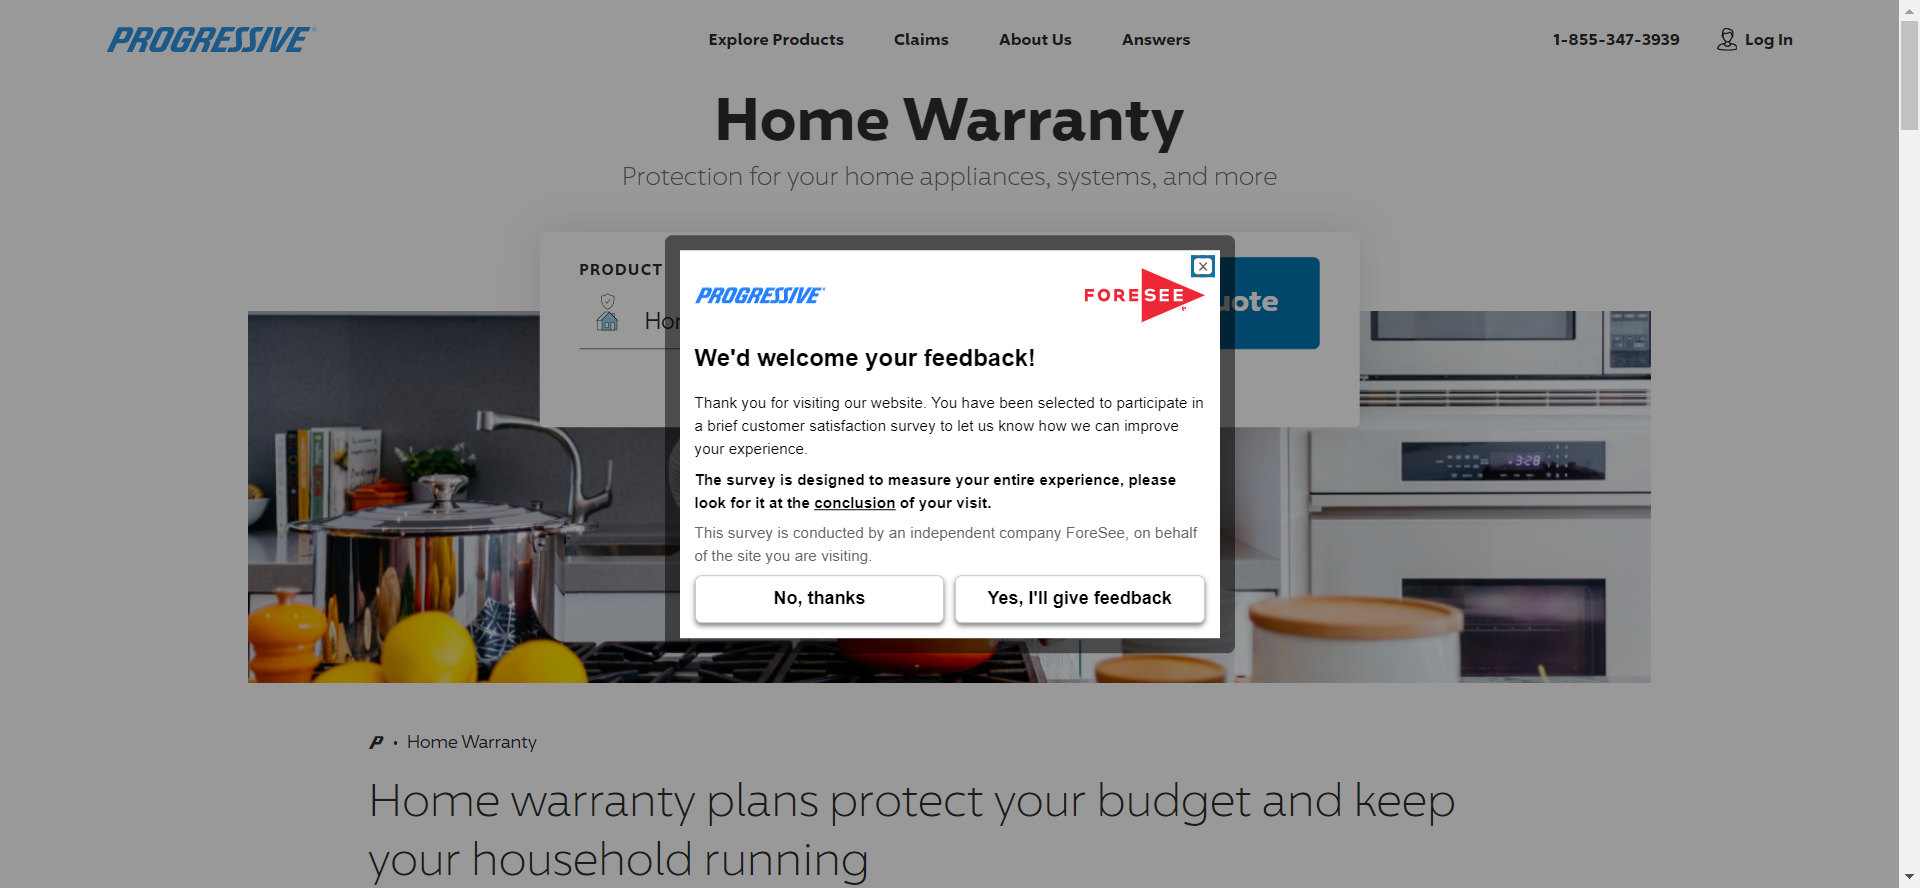 PROGRESSIVE
Explore Products
Claims
About Us
Answers
1-855-347-3939
Log In
Home Warranty
Protection for your home appliances, systems, and more
PRODUCT
PROGRESSIVE
FORESEE
We'd welcome your feedback!
Thank you for visiting our website. You have been selected to participate in
a brief customer satisfaction survey to let us know how we can improve
your experience.
The survey is designed to measure your entire experience, please
look for it at the conclusion of your visit.
This survey is conducted by an independent company ForeSee, on behalf
of the site you are visiting.
No, thanks
Yes, I'll give feedback
3:28
P • Home Warranty
Home warranty plans protect your budget and keep
your household running